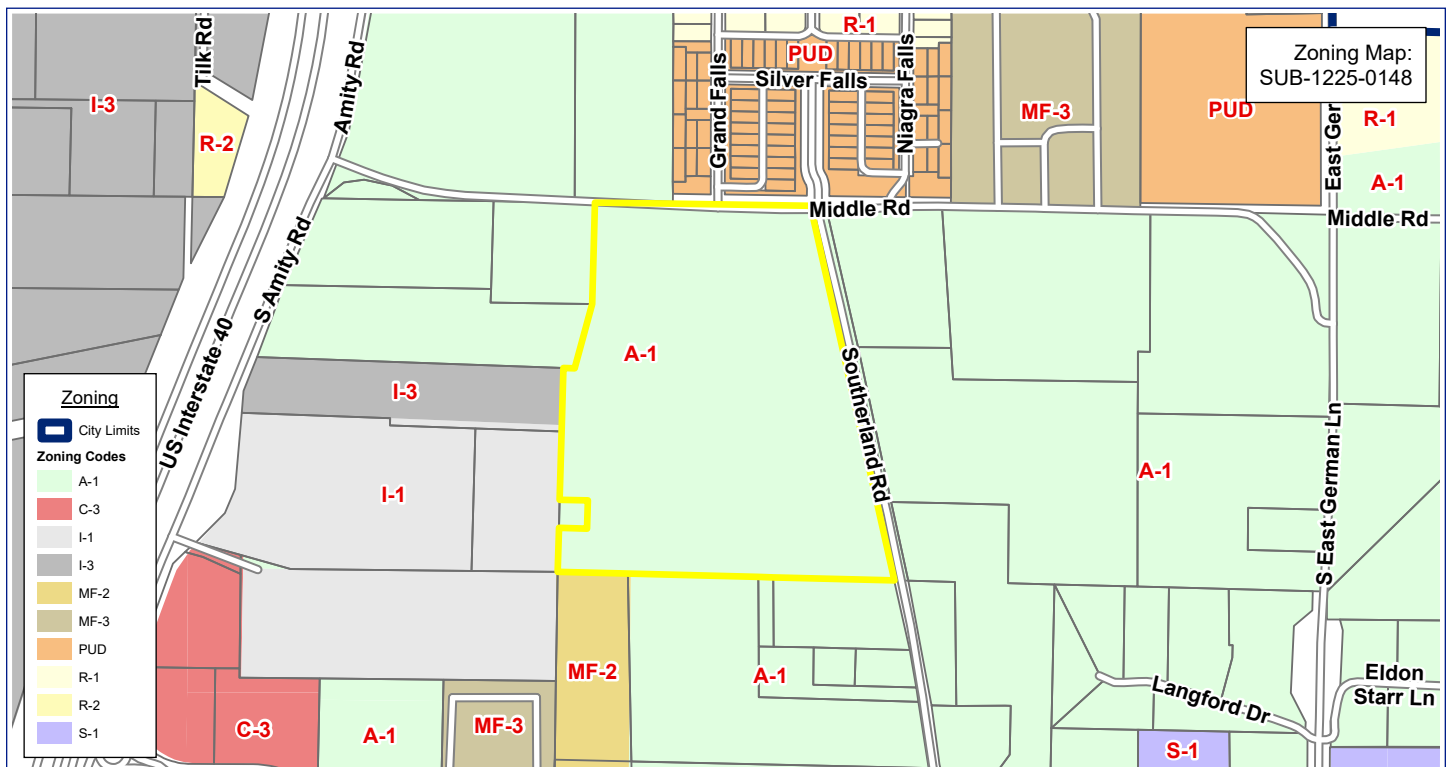 Zoning Map:
SUB-1225-0148
Tilk Rd
Amity Rd
I-3
R-2
S Amity Rd
US Interstate 40
R-1
PUD
Silver Falls
Grand Falls
Niagra Falls
MF-3
PUD
East Ger
R-1
A-1
Middle Rd
Middle Rd
A-1
I-3
I-1
Southerland Rd
A-1
S East German Ln
MF-2
A-1
C-3
A-1
MF-3
Langford Dr
Eldon
Starr Ln
S-1
Zoning
City Limits
Zoning Codes
A-1
C-3
I-1
I-3
MF-2
MF-3
PUD
R-1
R-2
S-1